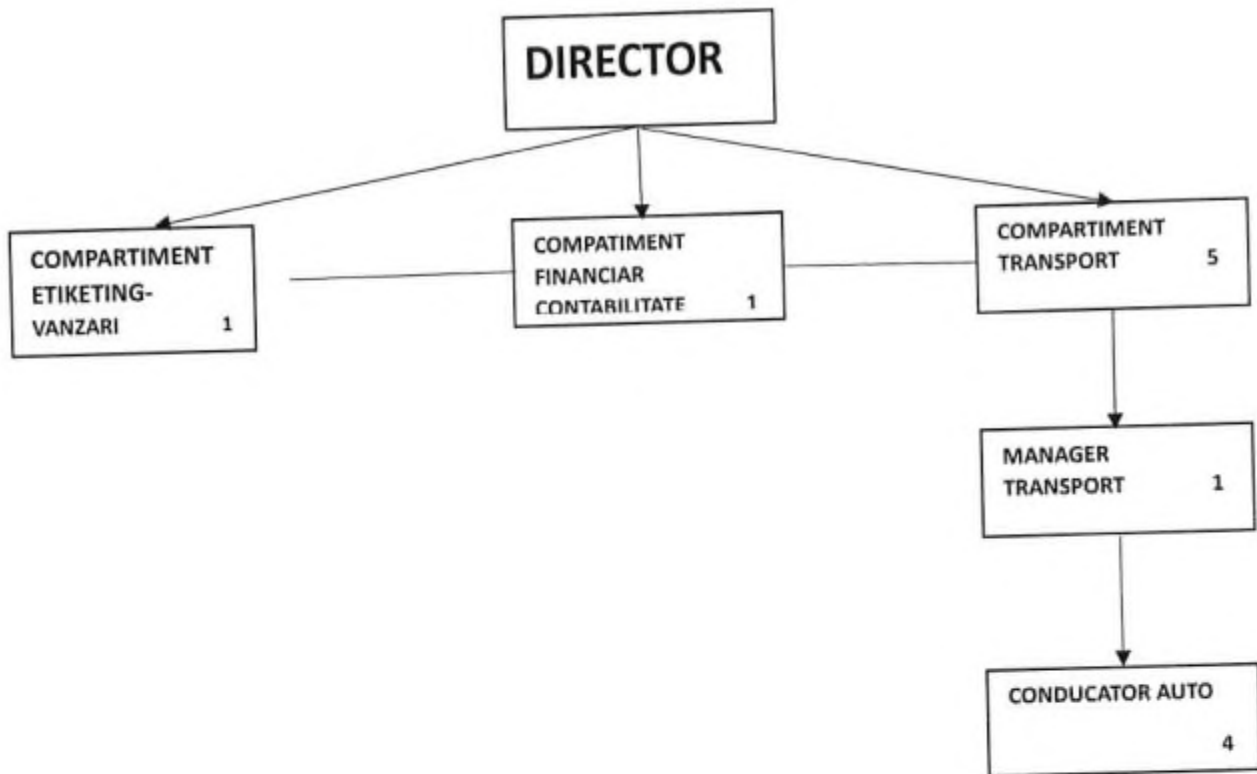 DIRECTOR
COMPARTIMENT
ETIKETING-
VANZARI 1
COMPATIMENT
FINANCIAR
CONTABILITATE 1
COMPARTIMENT
TRANSPORT 5
MANAGER
TRANSPORT 1
CONDUCATOR AUTO
4